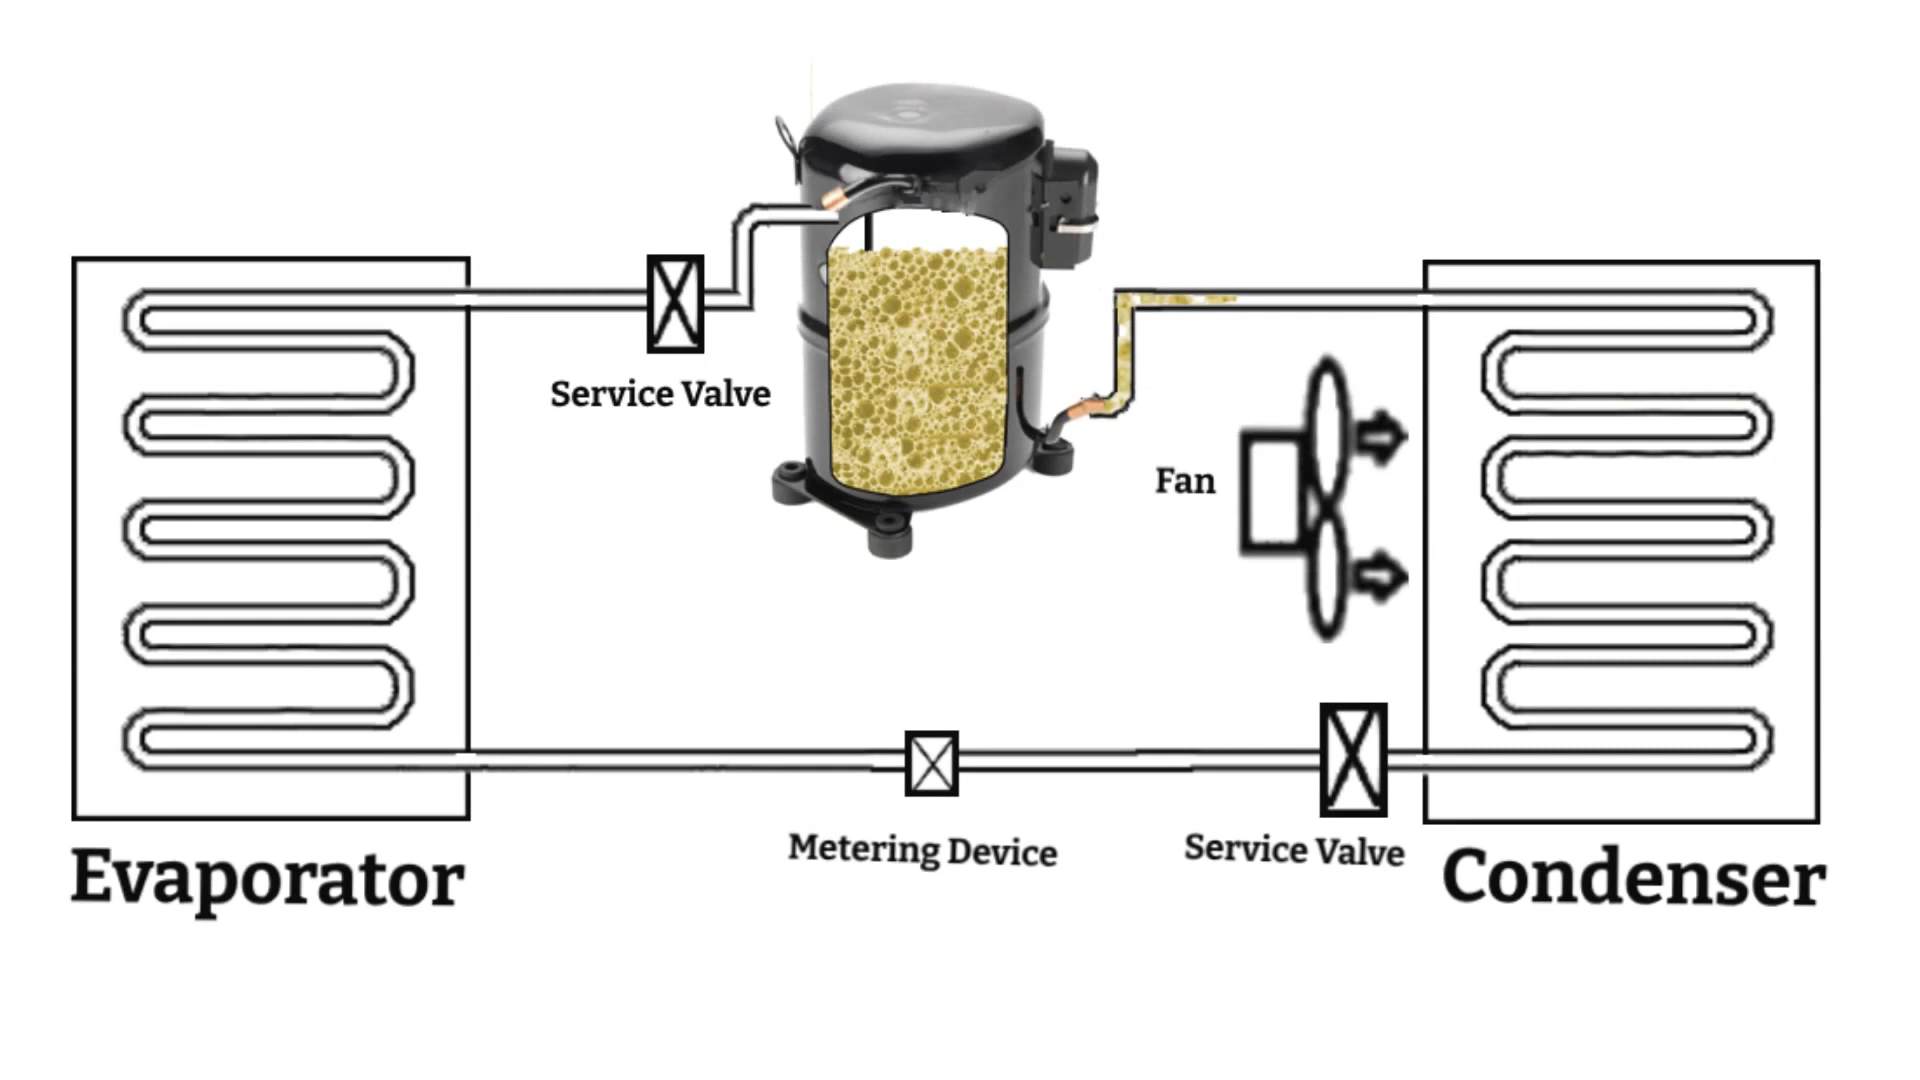 Service Valve
Fan
Metering Device
Service Valve
Evaporator
Condenser